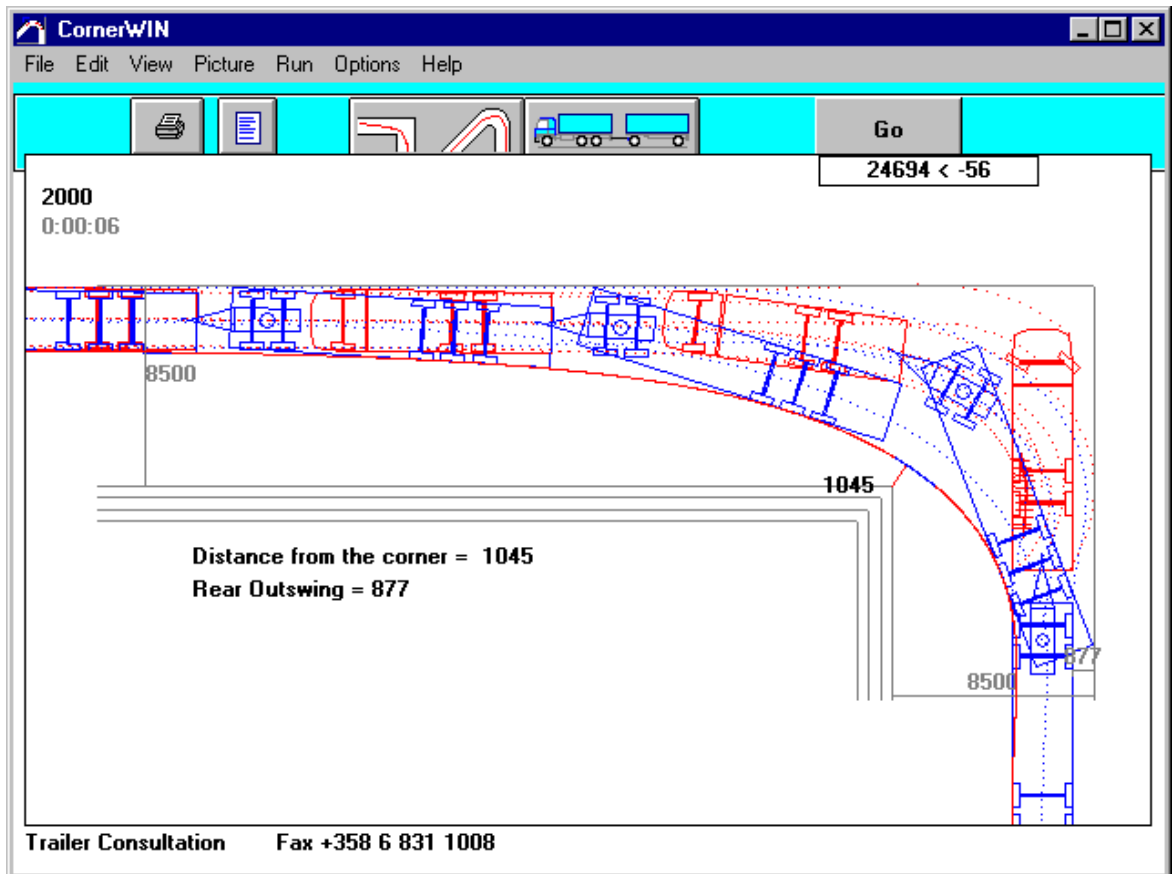 CornerWIN
File Edit View Picture Run Options Help
Go
24694 < -56
2000
0:00:06
8500
1045
Distance from the corner = 1045
Rear Outswing = 877
877
8500
Trailer Consultation Fax +358 6 831 1008